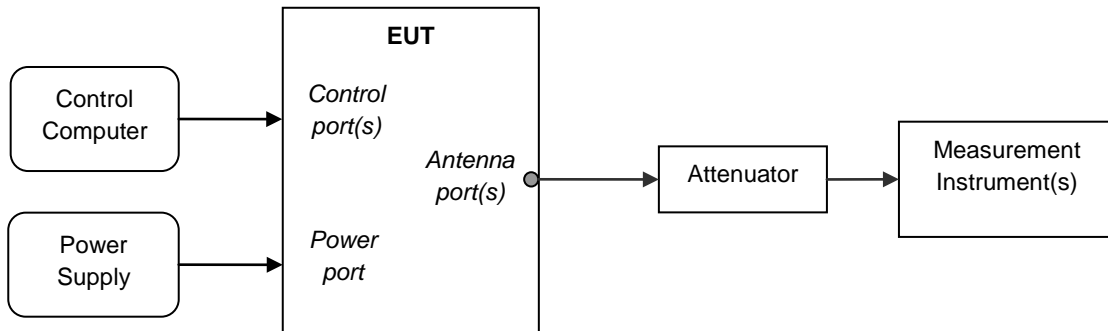 EUT
Control
Computer
Control
port(s)
Antenna
port(s)
Attenuator
Measurement
Instrument(s)
Power
Supply
Power
port